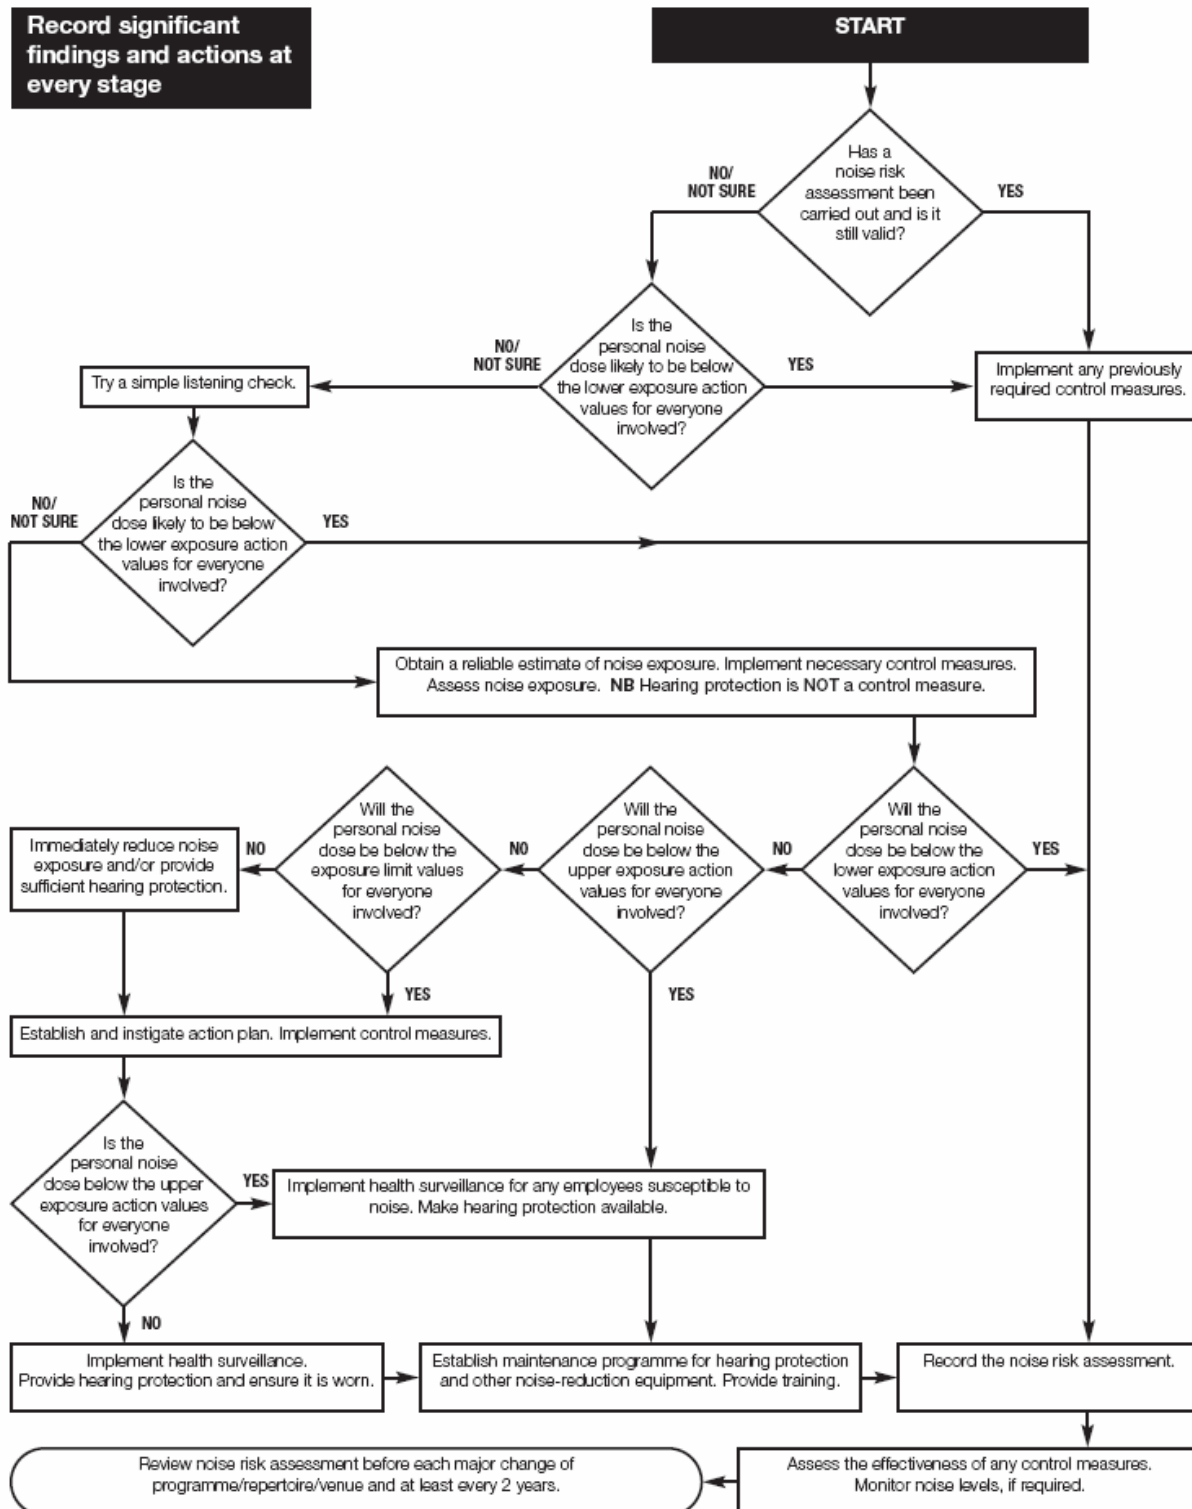 Record significant
findings and actions at
every stage
START
Has a
noise risk
assessment been
carried out and is it
still valid?
NO/
NOT SURE
YES
Is the
personal noise
dose likely to be below
the lower exposure action
values for everyone
involved?
NO/
NOT SURE
YES
Implement any previously
required control measures.
Try a simple listening check.
Is the
personal noise
dose likely to be below
the lower exposure action
values for everyone
involved?
NO/
NOT SURE
YES
Obtain a reliable estimate of noise exposure. Implement necessary control measures.
Assess noise exposure. NB Hearing protection is NOT a control measure.
Will the
personal noise
dose be below the
lower exposure action
values for everyone
involved?
YES
NO
Will the
personal noise
dose be below the
upper exposure action
values for everyone
involved?
NO
YES
Will the
personal noise
dose be below the
exposure limit values
for everyone
involved?
NO
YES
Immediately reduce noise
exposure and/or provide
sufficient hearing protection.
Establish and instigate action plan. Implement control measures.
Is the
personal noise
dose below the upper
exposure action values
for everyone
involved?
YES
NO
Implement health surveillance for any employees susceptible to
noise. Make hearing protection available.
Implement health surveillance.
Provide hearing protection and ensure it is worn.
Establish maintenance programme for hearing protection
and other noise-reduction equipment. Provide training.
Record the noise risk assessment.
Assess the effectiveness of any control measures.
Monitor noise levels, if required.
Review noise risk assessment before each major change of
programme/repertoire/venue and at least every 2 years.